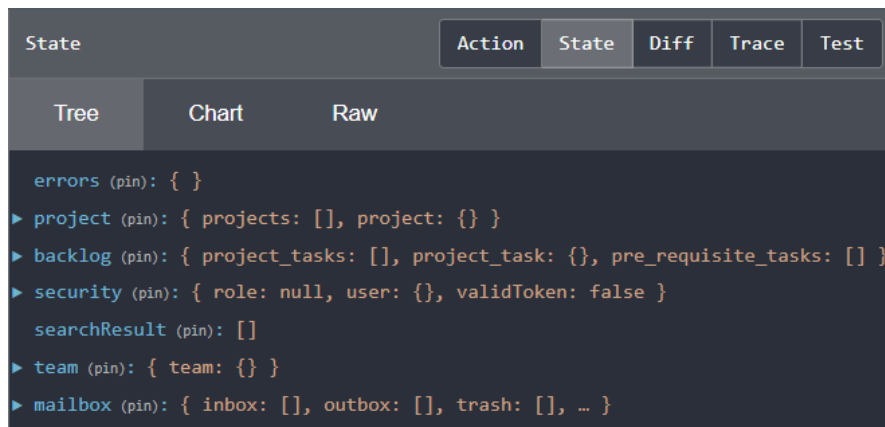 State Action State Diff Trace Test
Tree Chart Raw
errors (pin): { }
▶ project (pin): { projects: [], project: {} }
▶ backlog (pin): { project_tasks: [], project_task: {}, pre_requisite_tasks: [] }
▶ security (pin): { role: null, user: {}, validToken: false }
searchResult (pin): []
▶ team (pin): { team: {} }
▶ mailbox (pin): { inbox: [], outbox: [], trash: [], … }